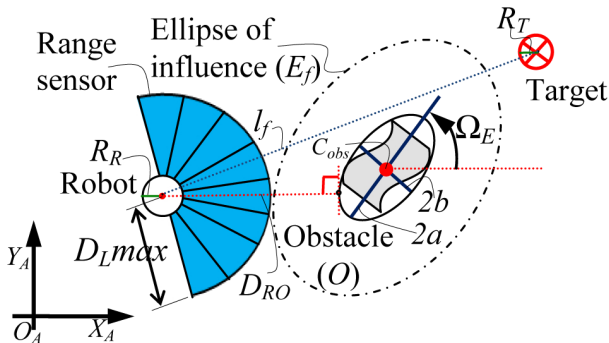 Range
sensor
Ellipse of
influence (E_f)
R_T
Target
l_f
R_R
Robot
C_obs
Ω_E
2b
2a
Obstacle
(O)
D_Lmax
D_RO
Y_A
O_A
X_A